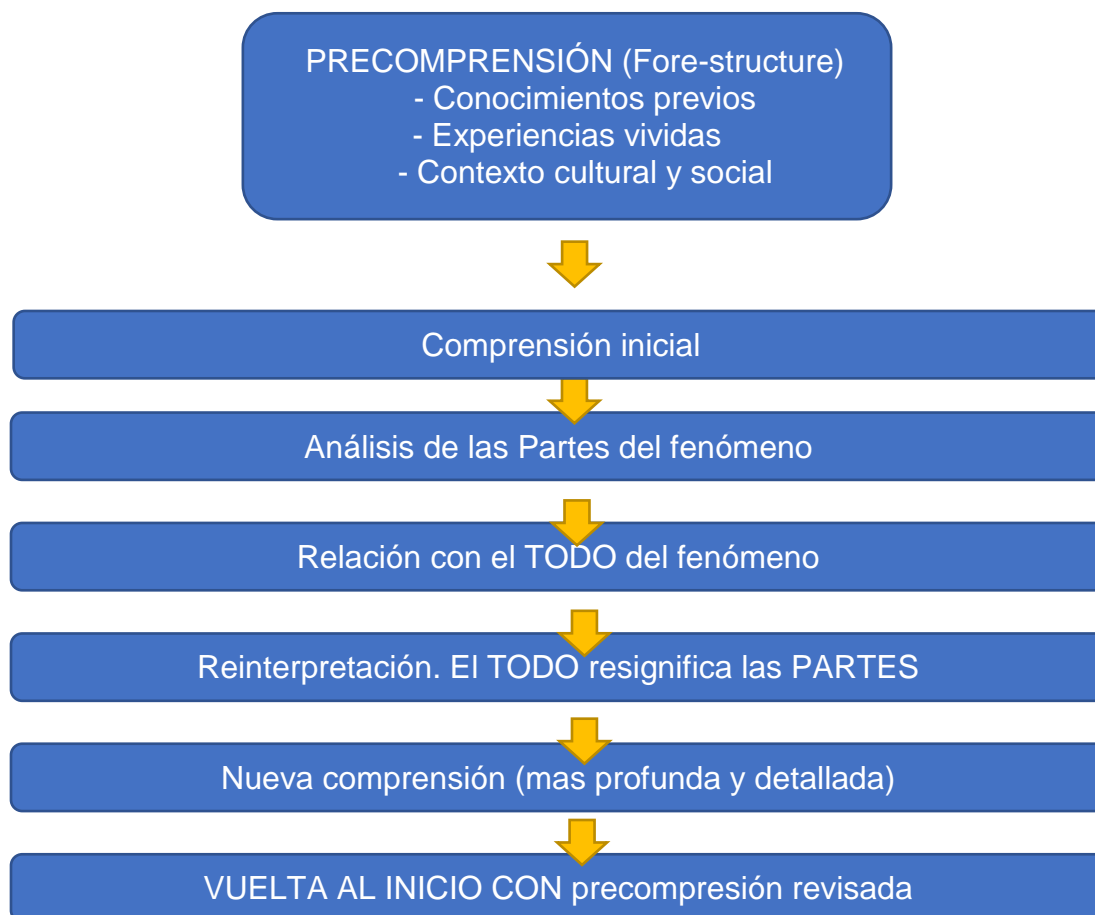 PRECOMPRENSIÓN (Fore-structure)
- Conocimientos previos
- Experiencias vividas
- Contexto cultural y social
Comprensión inicial
Análisis de las Partes del fenómeno
Relación con el TODO del fenómeno
Reinterpretación. El TODO resignifica las PARTES
Nueva comprensión (mas profunda y detallada)
VUELTA AL INICIO CON precompresión revisada